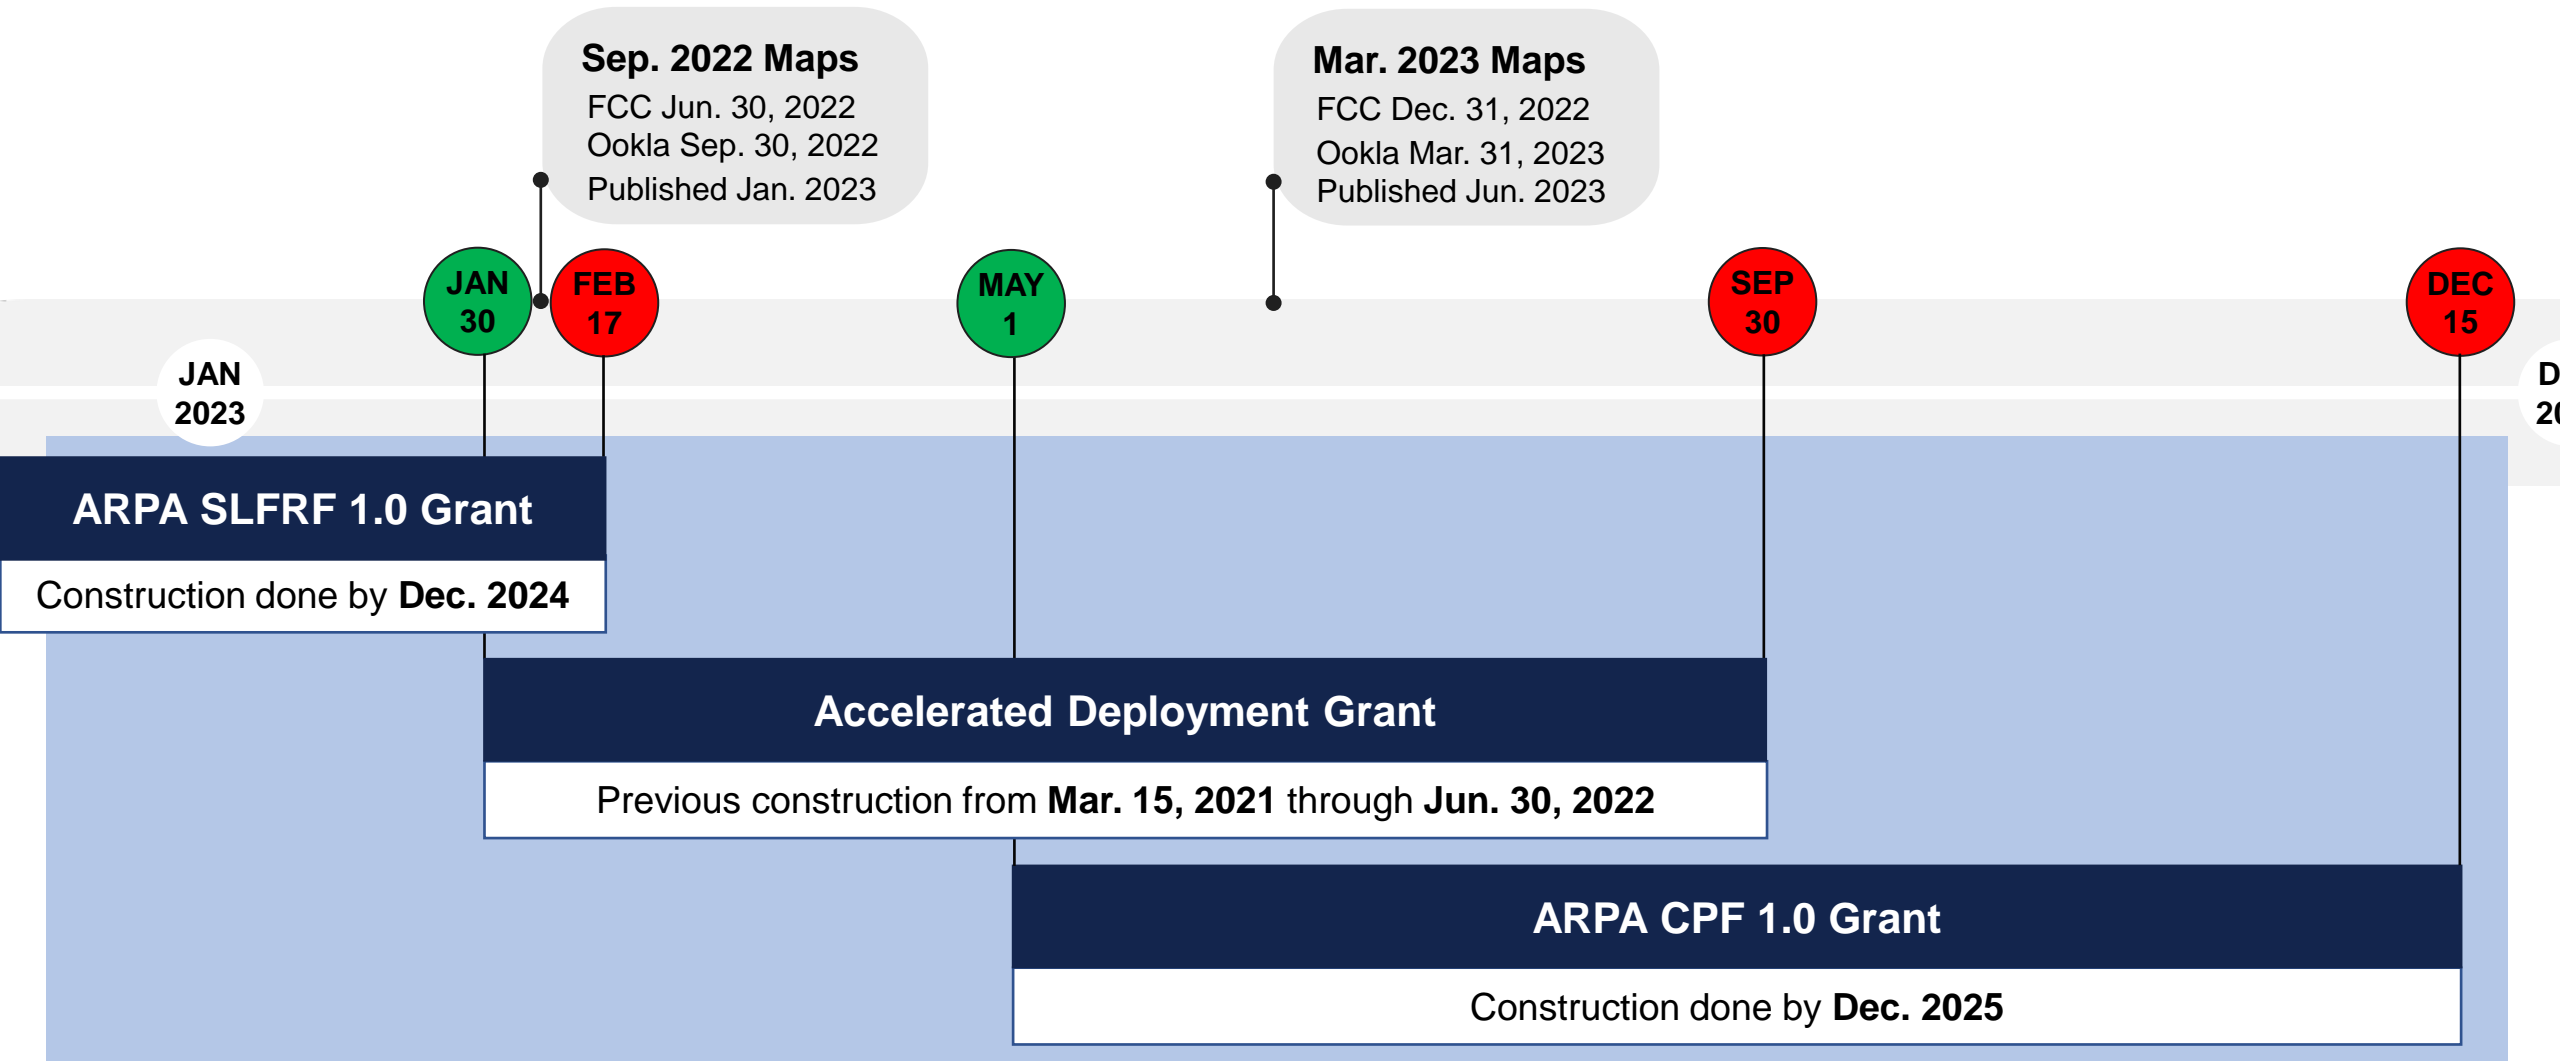 Sep. 2022 Maps
FCC Jun. 30, 2022
Ookla Sep. 30, 2022
Published Jan. 2023
Mar. 2023 Maps
FCC Dec. 31, 2022
Ookla Mar. 31, 2023
Published Jun. 2023
JAN
30
FEB
17
MAY
1
SEP
30
DEC
15
JAN
2023
ARPA SLFRF 1.0 Grant
Construction done by Dec. 2024
Accelerated Deployment Grant
Previous construction from Mar. 15, 2021 through Jun. 30, 2022
ARPA CPF 1.0 Grant
Construction done by Dec. 2025